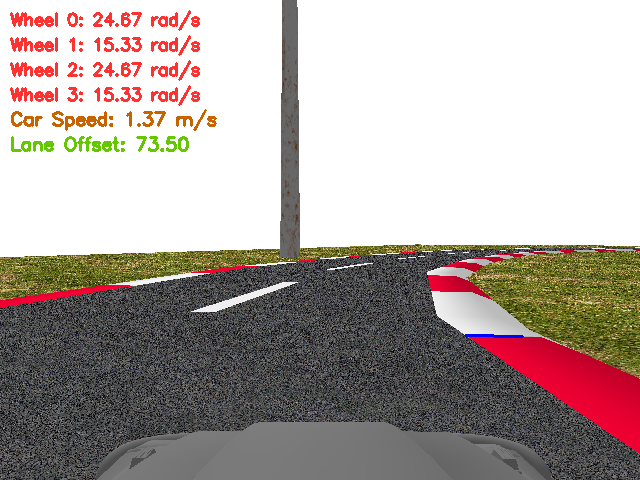 Wheel 0: 24.67 rad/s
Wheel 1: 15.33 rad/s
Wheel 2: 24.67 rad/s
Wheel 3: 15.33 rad/s
Car Speed: 1.37 m/s
Lane Offset: 73.50